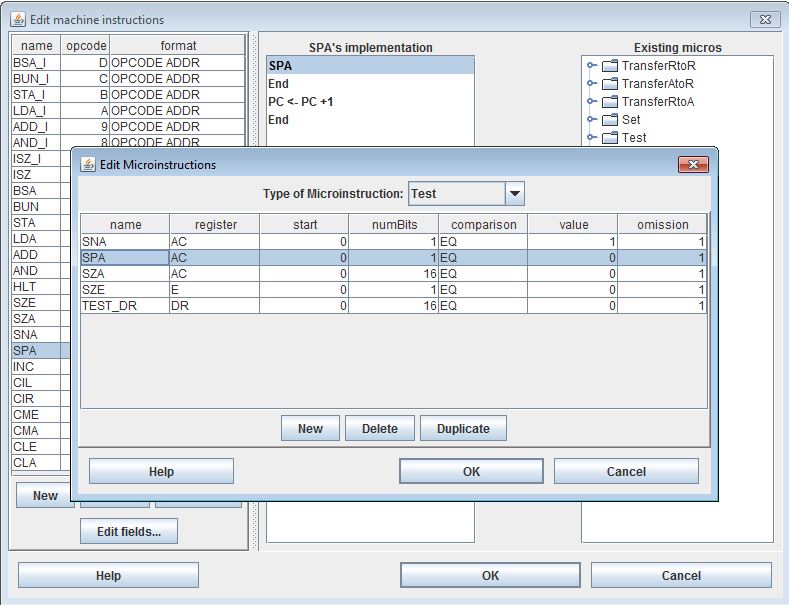 Edit machine instructions
name opcode format
BSA_I D OPCODE ADDR
BUN_I C OPCODE ADDR
STA_I B OPCODE ADDR
LDA_I A OPCODE ADDR
ADD_I 9 OPCODE ADDR
AND_I 8 OPCODE ADDR
ISZ_I
ISZ
BSA
BUN
STA
LDA
ADD
AND
HLT
SZE
SZA
SNA
SPA
INC
CIL
CIR
CME
CMA
CLE
CLA
New
Edit fields...
SPA's implementation
SPA
End
PC <- PC +1
End
Existing micros
TransferRtoR
TransferAtoR
TransferRtoA
Set
Test
Edit Microinstructions
Type of Microinstruction: Test
name register start numBits comparison value omission
SNA AC 0 1 EQ 1 1
SPA AC 0 1 EQ 0 1
SZA AC 0 16 EQ 0 1
SZE E 0 1 EQ 0 1
TEST_DR DR 0 16 EQ 0 1
New Delete Duplicate
Help OK Cancel
Help OK Cancel